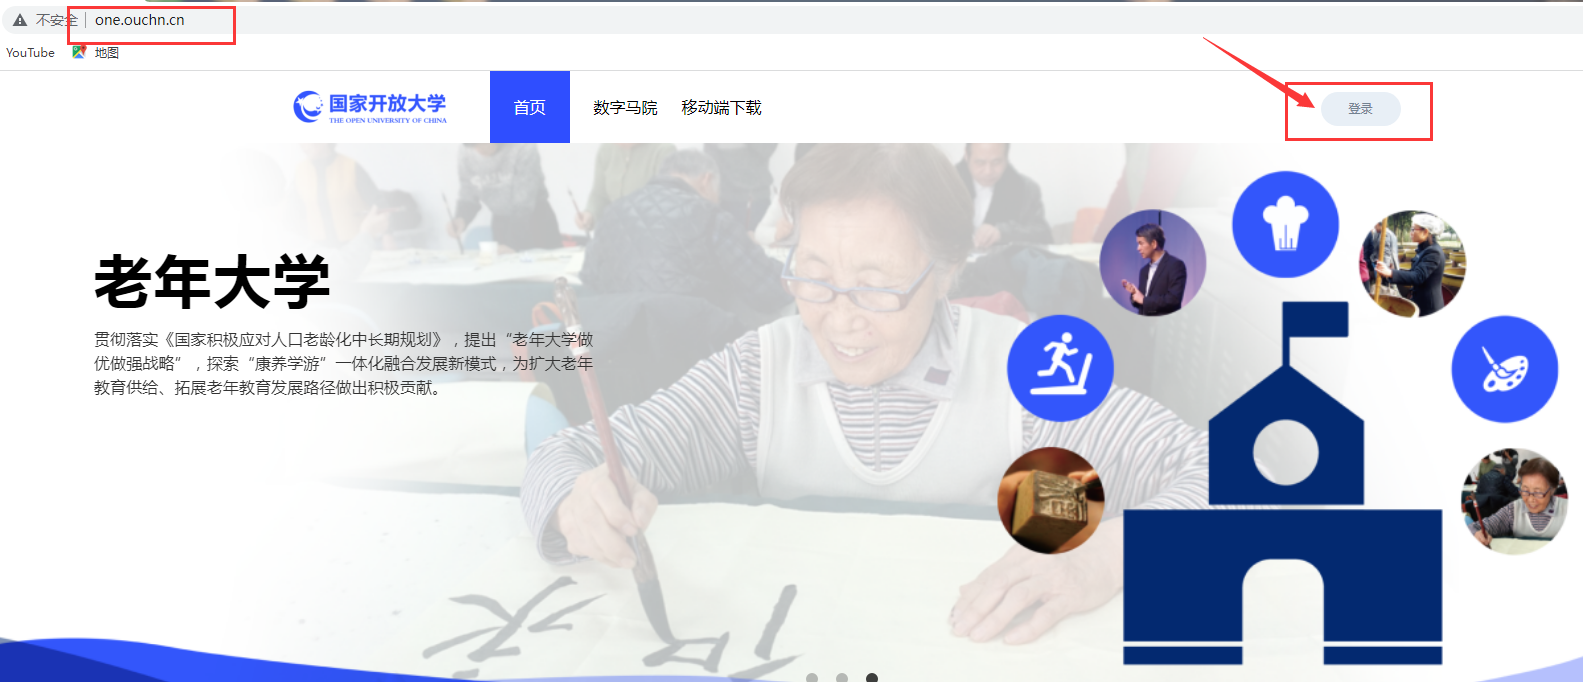 不安全 one.ouchn.cn
YouTube 地图
国家开放大学
THE OPEN UNIVERSITY OF CHINA
首页 数字马院 移动端下载 登录
老年大学
贯彻落实《国家积极应对人口老龄化中长期规划》，提出“老年大学做
优做强战略”，探索“康养学游”一体化融合发展新模式，为扩大老年
教育供给、拓展老年教育发展路径做出积极贡献。